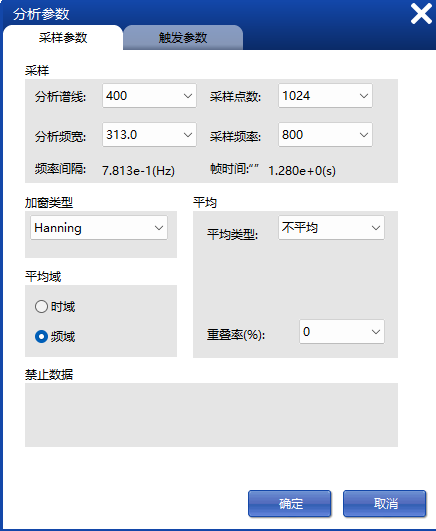 分析参数
采样参数 触发参数
采样
分析谱线: 400 采样点数: 1024
分析频宽: 313.0 采样频率: 800
频率间隔: 7.813e-1(Hz) 帧时间:“” 1.280e+0(s)
加窗类型 平均
Hanning 平均类型: 不平均
平均域
时域
频域 重叠率(%): 0
禁止数据
确定 取消